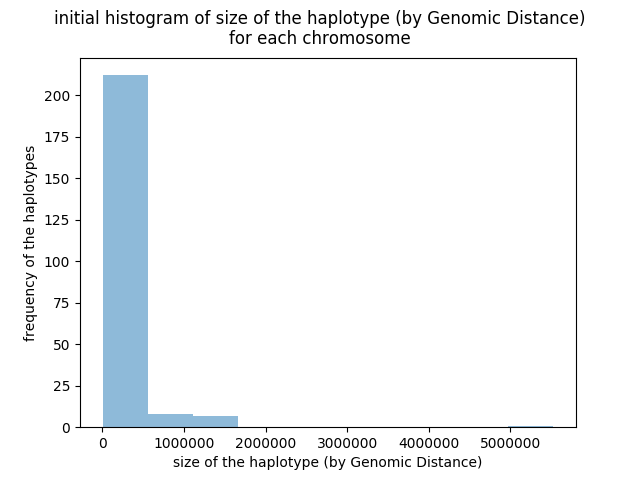 initial histogram of size of the haplotype (by Genomic Distance)
for each chromosome
frequency of the haplotypes
200
175
150
125
100
75
50
25
0
0 1000000 2000000 3000000 4000000 5000000
size of the haplotype (by Genomic Distance)